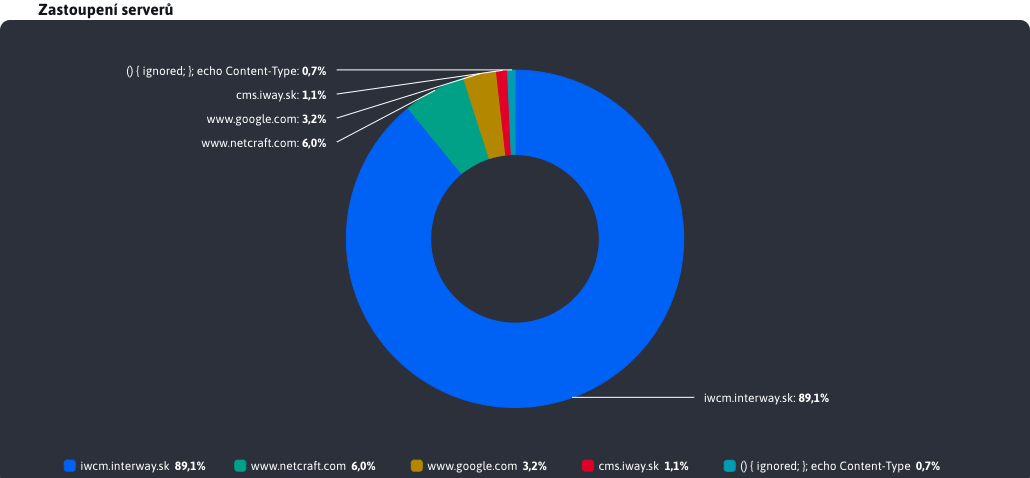 Zastoupení serverů
() { ignored; }; echo Content-Type: 0,7%
cms.iway.sk: 1,1%
www.google.com: 3,2%
www.netcraft.com: 6,0%
iwcm.interway.sk: 89,1%
iwcm.interway.sk 89,1% www.netcraft.com 6,0% www.google.com 3,2% cms.iway.sk 1,1% () { ignored; }; echo Content-Type 0,7%